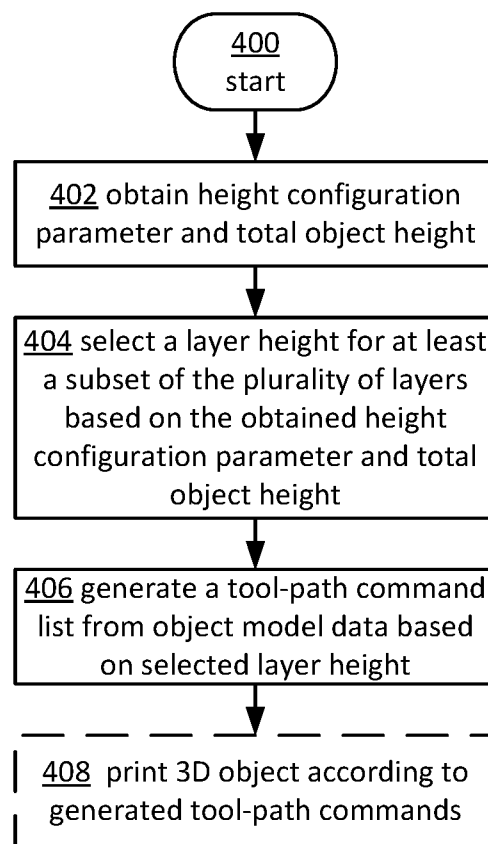 400
start
402 obtain height configuration
parameter and total object height
404 select a layer height for at least
a subset of the plurality of layers
based on the obtained height
configuration parameter and total
object height
406 generate a tool-path command
list from object model data based
on selected layer height
408 print 3D object according to
generated tool-path commands